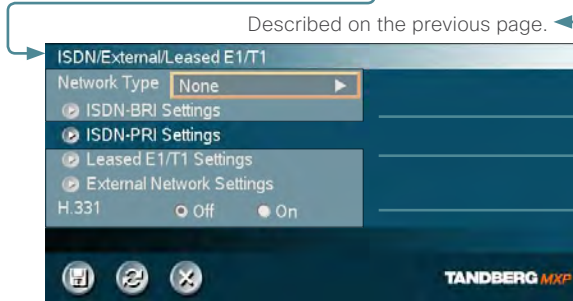 Described on the previous page.
ISDN/External/Leased E1/T1
Network Type None
ISDN-BRI Settings
ISDN-PRI Settings
Leased E1/T1 Settings
External Network Settings
H.331 Off On
TANDBERG MXP